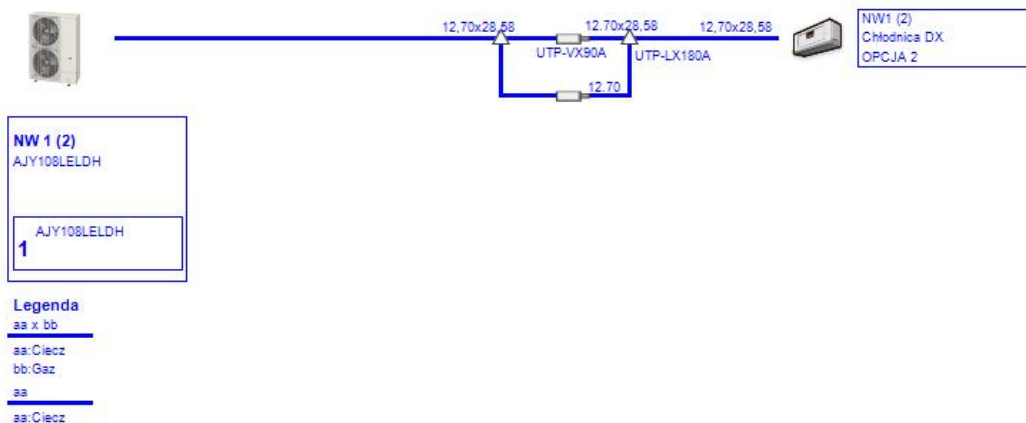 12,70x28,58
12.70x28,58
12,70x28,58
UTP-VX90A
UTP-LX180A
12.70
NW1 (2)
Chłodnica DX
OPCJA 2
NW 1 (2)
AJY108LELDH
AJY108LELDH
1
Legenda
aa x bb
aa:Ciecz
bb:Gaz
aa
aa:Ciecz